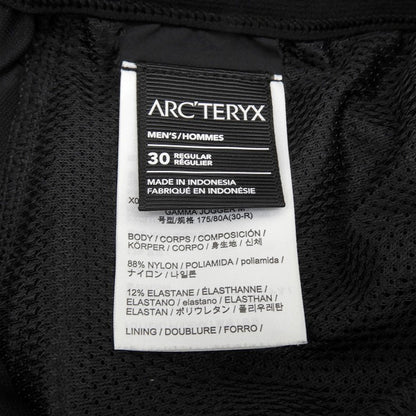 ARC'TERYX
MEN'S/HOMMES
30 REGULAR
RÉGULIER
MADE IN INDONESIA
FABRIQUÉ EN INDONÉSIE
GAMMA JOGGER M
号型/规格 175/80A(30-R)
BODY / CORPS / COMPOSICIÓN /
KÖRPER / CORPO / 身生地 / 신체
88% NYLON / POLIAMIDA / poliamida /
ナイロン / 나일론
12% ELASTANE / ÉLASTHANNE /
ELASTANO / elastano / ELASTHAN /
ELASTAN / ポリウレタン / 폴리우레탄
LINING / DOUBLURE / FORRO /